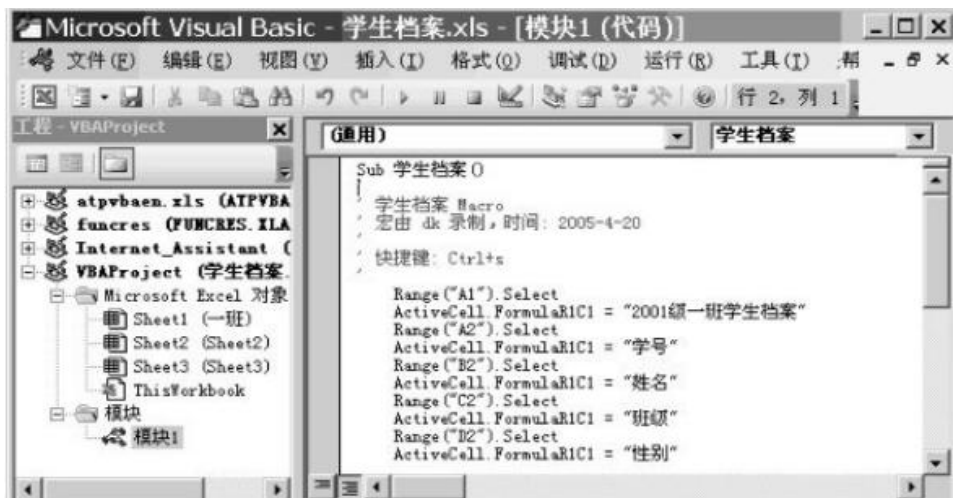 Microsoft Visual Basic - 学生档案.xls - [模块1 (代码)]
文件(F) 编辑(E) 视图(V) 插入(I) 格式(O) 调试(D) 运行(R) 工具(T) 帮
行 2, 列 1
工程 - VBAProject
atpvbaen.xls (ATPVBA
funcres (FUNCRES.XLA
Internet_Assistant (
VBAProject (学生档案.
Microsoft Excel 对象
Sheet1 (一班)
Sheet2 (Sheet2)
Sheet3 (Sheet3)
ThisWorkbook
模块
模块1
(通用)
学生档案
Sub 学生档案()
'
' 学生档案 Macro
' 宏由 dk 录制，时间: 2005-4-20
'
' 快捷键: Ctrl+s
'
Range("A1").Select
ActiveCell.FormulaR1C1 = "2001级一班学生档案"
Range("A2").Select
ActiveCell.FormulaR1C1 = "学号"
Range("B2").Select
ActiveCell.FormulaR1C1 = "姓名"
Range("C2").Select
ActiveCell.FormulaR1C1 = "班级"
Range("D2").Select
ActiveCell.FormulaR1C1 = "性别"